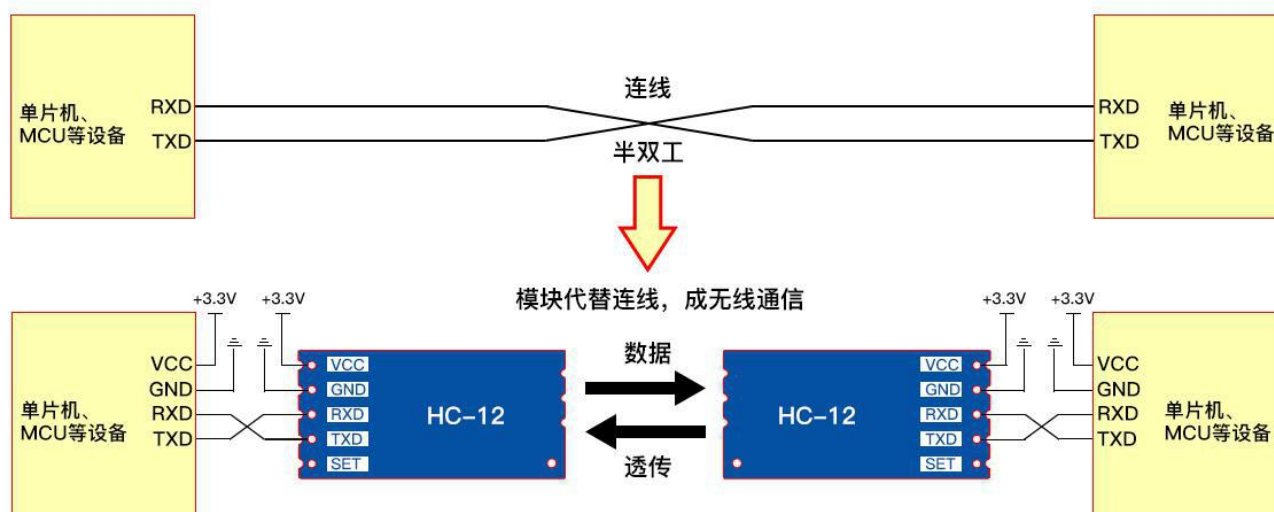 单片机、
MCU等设备
RXD
TXD
连线
半双工
RXD
TXD
单片机、
MCU等设备
模块代替连线，成无线通信
+3.3V
+3.3V
+3.3V
+3.3V
单片机、
MCU等设备
VCC
GND
RXD
TXD
VCC
GND
RXD
TXD
SET
HC-12
数据
透传
HC-12
VCC
GND
RXD
TXD
SET
VCC
GND
RXD
TXD
单片机、
MCU等设备